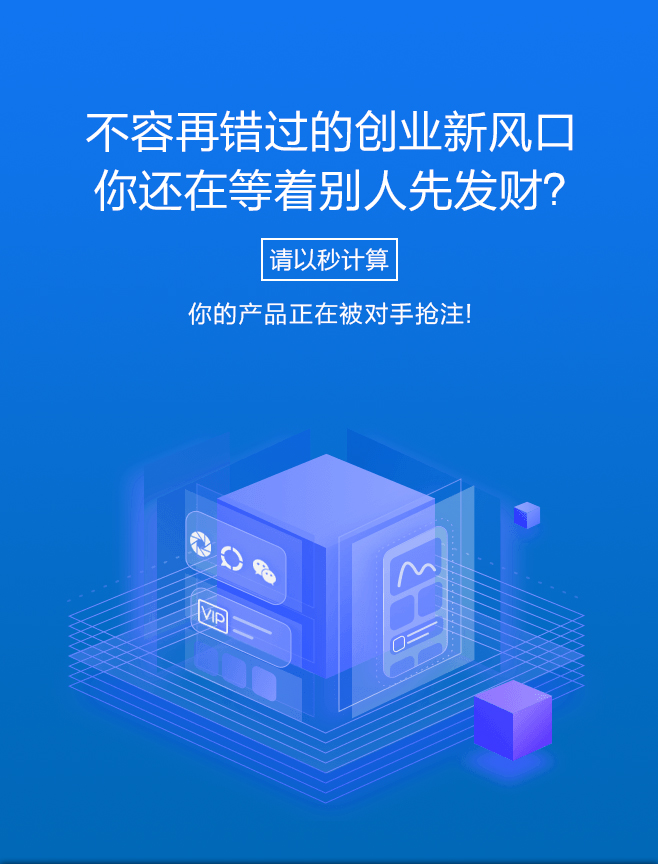 不容再错过的创业新风口
你还在等着别人先发财?
请以秒计算
你的产品正在被对手抢注!
VIP